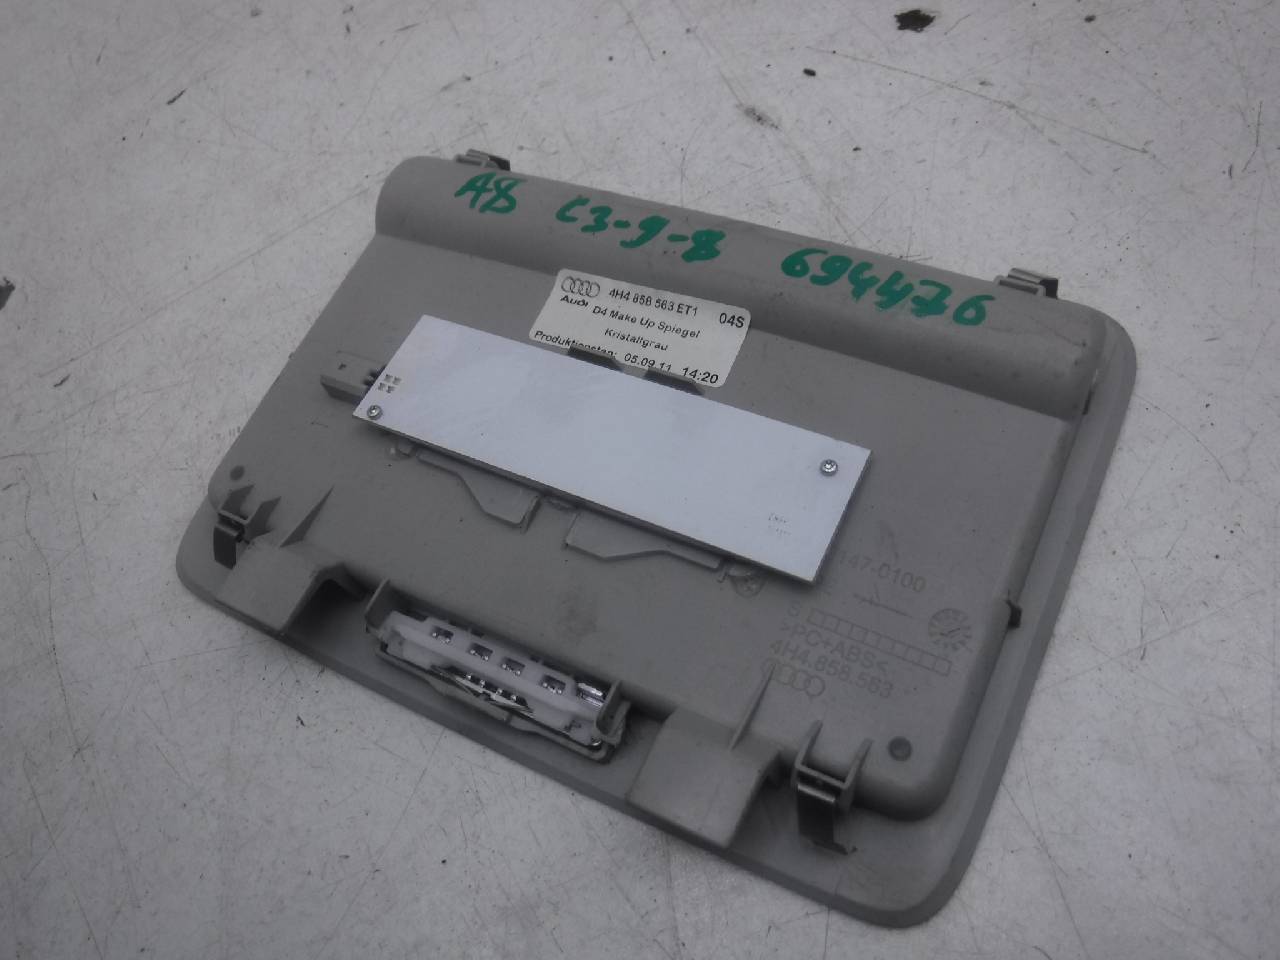 A8 C3-9-8 694476
4H4 858 563 ET1 04S
Audi D4 Make Up Spiegel
Kristallgrau
05.09.11 14:20
147-0100
>PC+ABS<
4H4.858.563